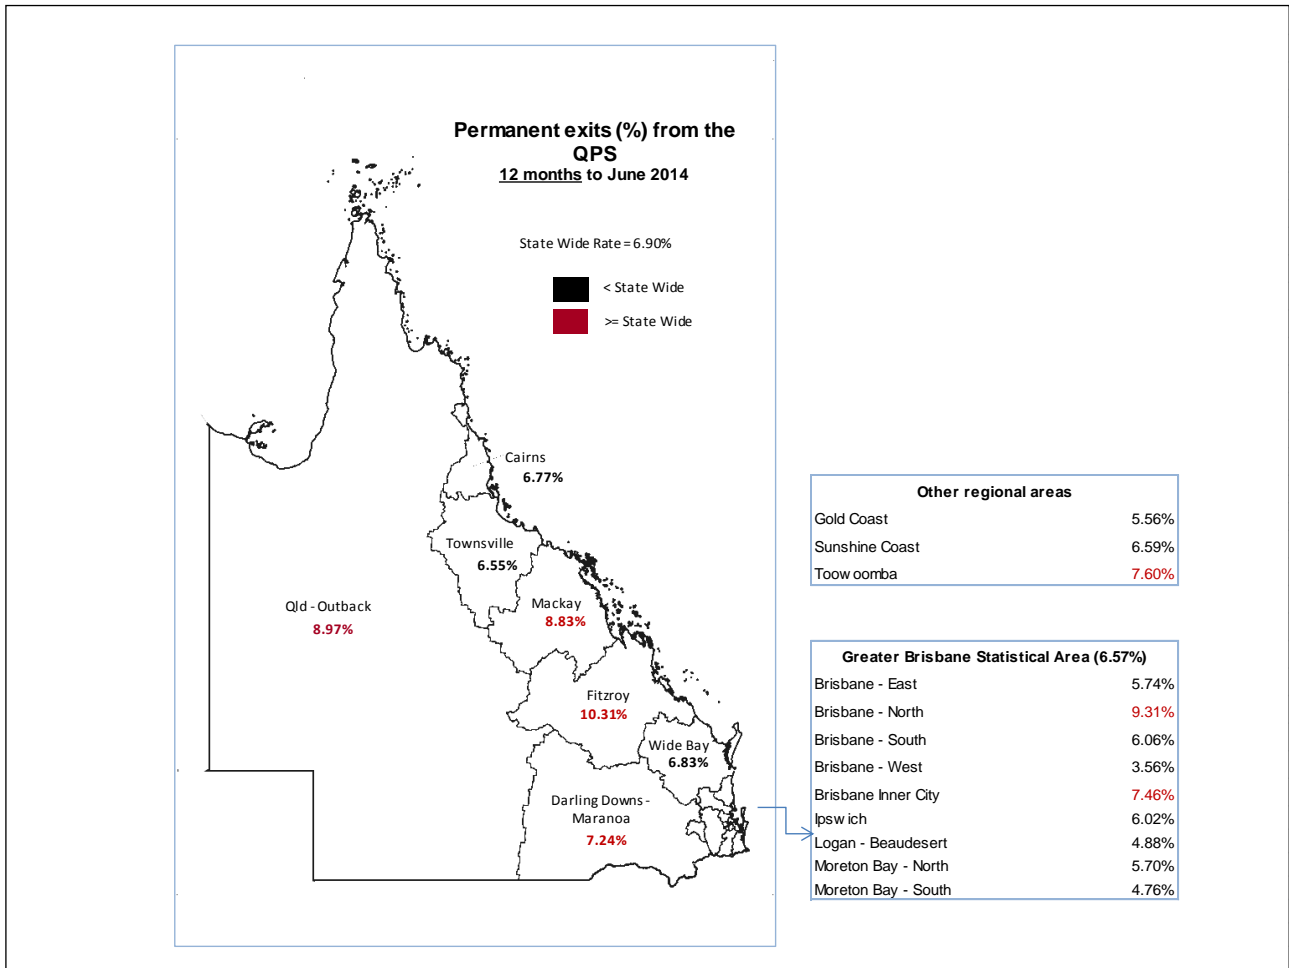 Permanent exits (%) from the
QPS
12 months to June 2014
State Wide Rate = 6.90%
< State Wide
>= State Wide
Cairns
6.77%
Townsville
6.55%
Mackay
8.83%
Qld - Outback
8.97%
Fitzroy
10.31%
Wide Bay
6.83%
Darling Downs -
Maranoa
7.24%
Other regional areas
Gold Coast 5.56%
Sunshine Coast 6.59%
Toowoomba 7.60%
Greater Brisbane Statistical Area (6.57%)
Brisbane - East 5.74%
Brisbane - North 9.31%
Brisbane - South 6.06%
Brisbane - West 3.56%
Brisbane Inner City 7.46%
Ipswich 6.02%
Logan - Beaudesert 4.88%
Moreton Bay - North 5.70%
Moreton Bay - South 4.76%